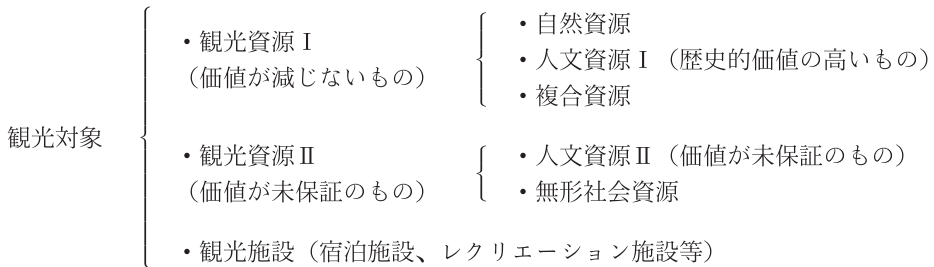 ・自然資源
・観光資源Ⅰ
・人文資源Ⅰ（歴史的価値の高いもの）
（価値が減じないもの）
・複合資源
観光対象
・観光資源Ⅱ
・人文資源Ⅱ（価値が未保証のもの）
（価値が未保証のもの）
・無形社会資源
・観光施設（宿泊施設、レクリエーション施設等）